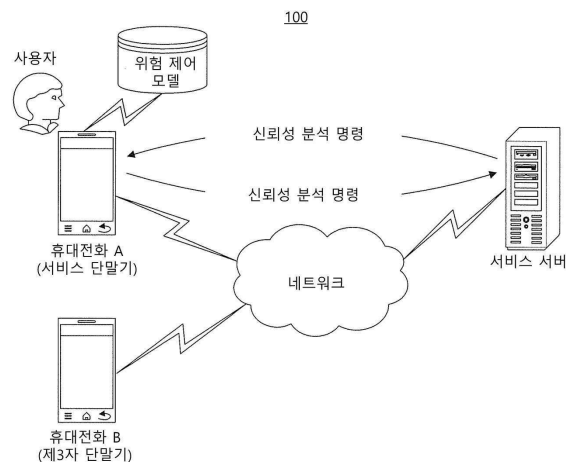 100
사용자
위험 제어
모델
신뢰성 분석 명령
신뢰성 분석 명령
휴대전화 A
(서비스 단말기)
네트워크
서비스 서버
휴대전화 B
(제3자 단말기)